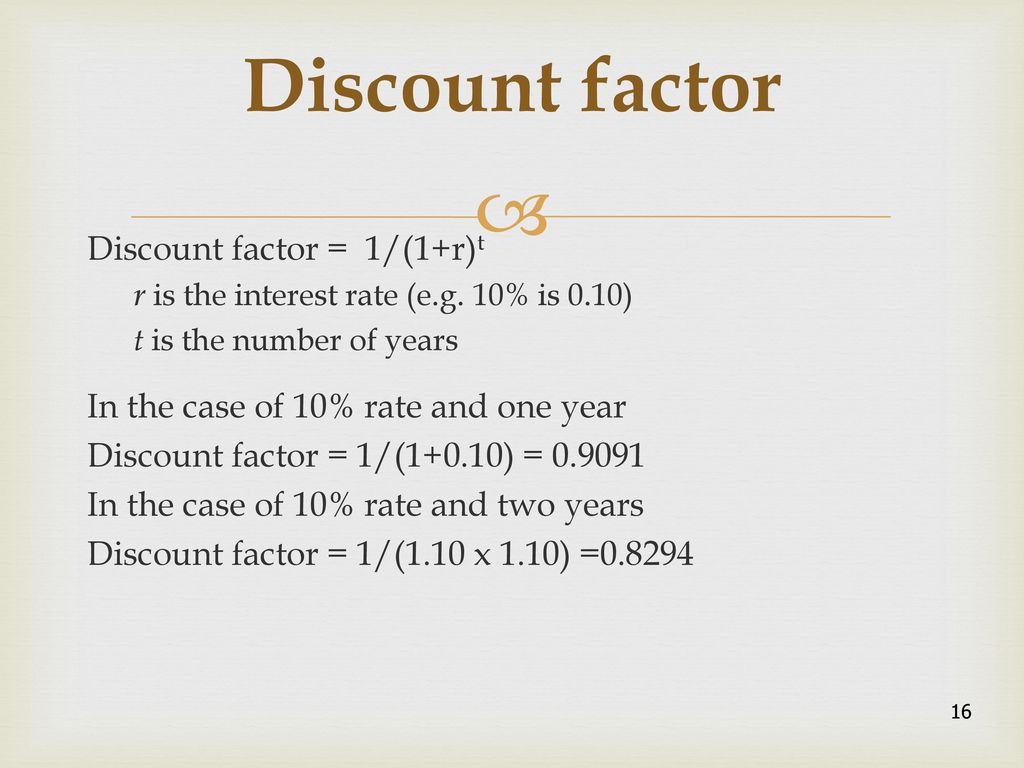 Discount factor
Discount factor = 1/(1+r)ᵗ
r is the interest rate (e.g. 10% is 0.10)
t is the number of years
In the case of 10% rate and one year
Discount factor = 1/(1+0.10) = 0.9091
In the case of 10% rate and two years
Discount factor = 1/(1.10 x 1.10) =0.8294
16